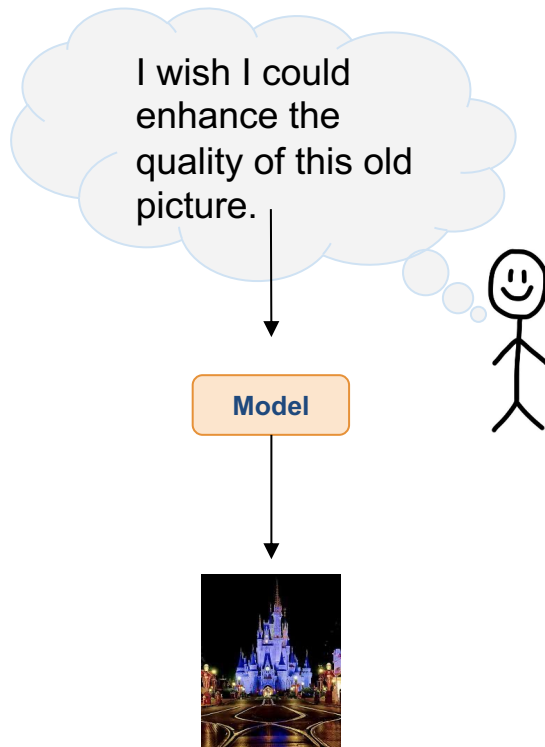 I wish I could
enhance the
quality of this old
picture.
Model